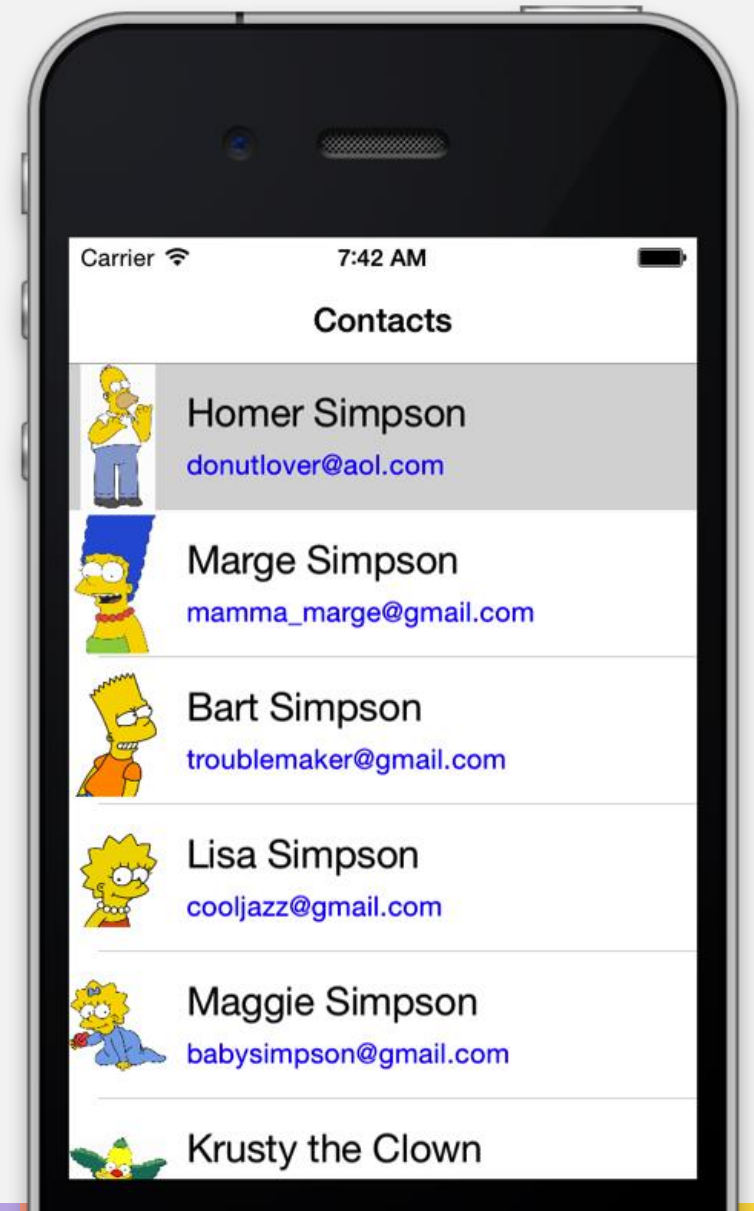 Carrier
7:42 AM
Contacts
Homer Simpson
donutlover@aol.com
Marge Simpson
mamma_marge@gmail.com
Bart Simpson
troublemaker@gmail.com
Lisa Simpson
cooljazz@gmail.com
Maggie Simpson
babysimpson@gmail.com
Krusty the Clown